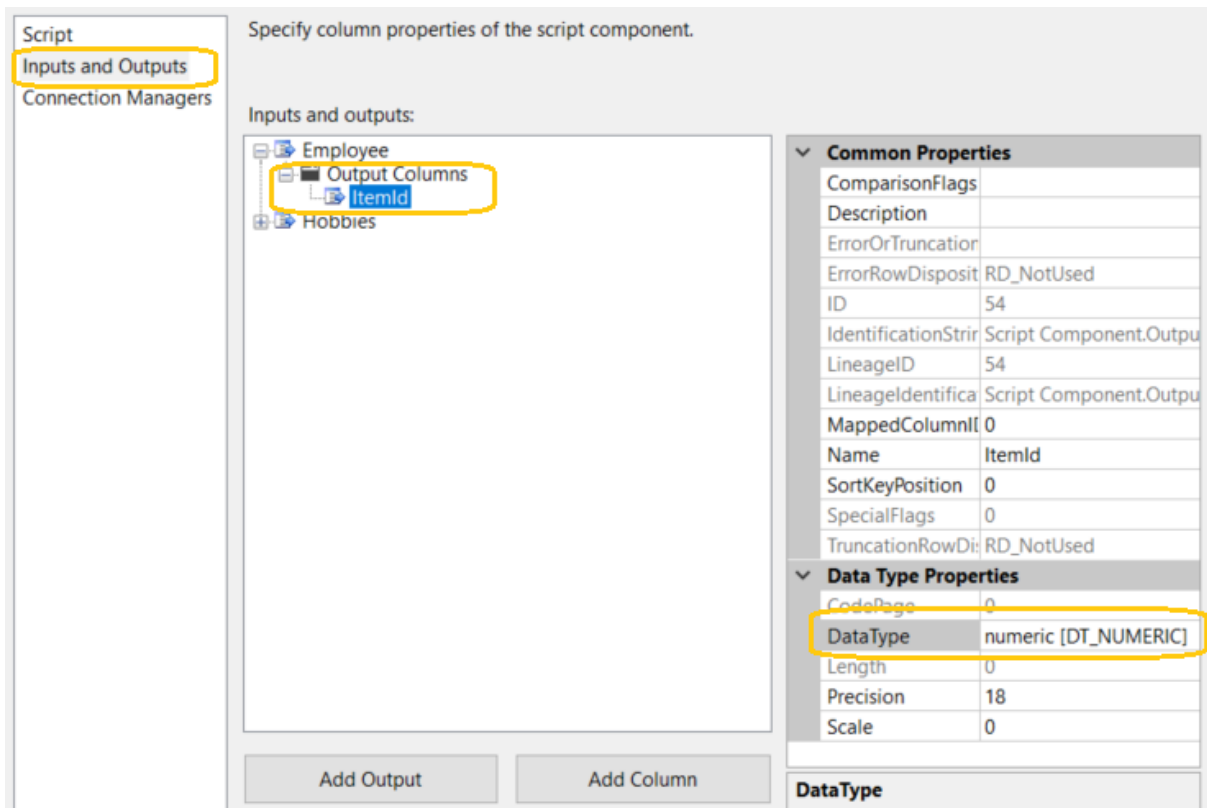 Script
Inputs and Outputs
Connection Managers
Specify column properties of the script component.
Inputs and outputs:
Employee
Output Columns
ItemId
Hobbies
Add Output
Add Column
Common Properties
ComparisonFlags
Description
ErrorOrTruncation
ErrorRowDisposit RD_NotUsed
ID 54
IdentificationStrin Script Component.Outpu
LineageID 54
LineageIdentifica Script Component.Outpu
MappedColumnI 0
Name ItemId
SortKeyPosition 0
SpecialFlags 0
TruncationRowDis RD_NotUsed
Data Type Properties
CodePage 0
DataType numeric [DT_NUMERIC]
Length 0
Precision 18
Scale 0
DataType